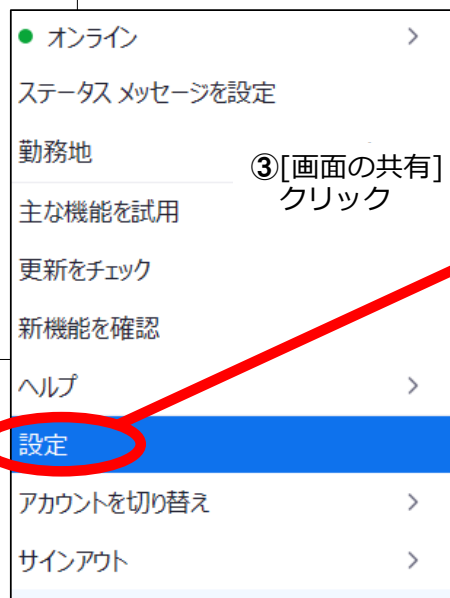 オンライン
ステータス メッセージを設定
勤務地
③[画面の共有]
クリック
主な機能を試用
更新をチェック
新機能を確認
ヘルプ
設定
アカウントを切り替え
サインアウト